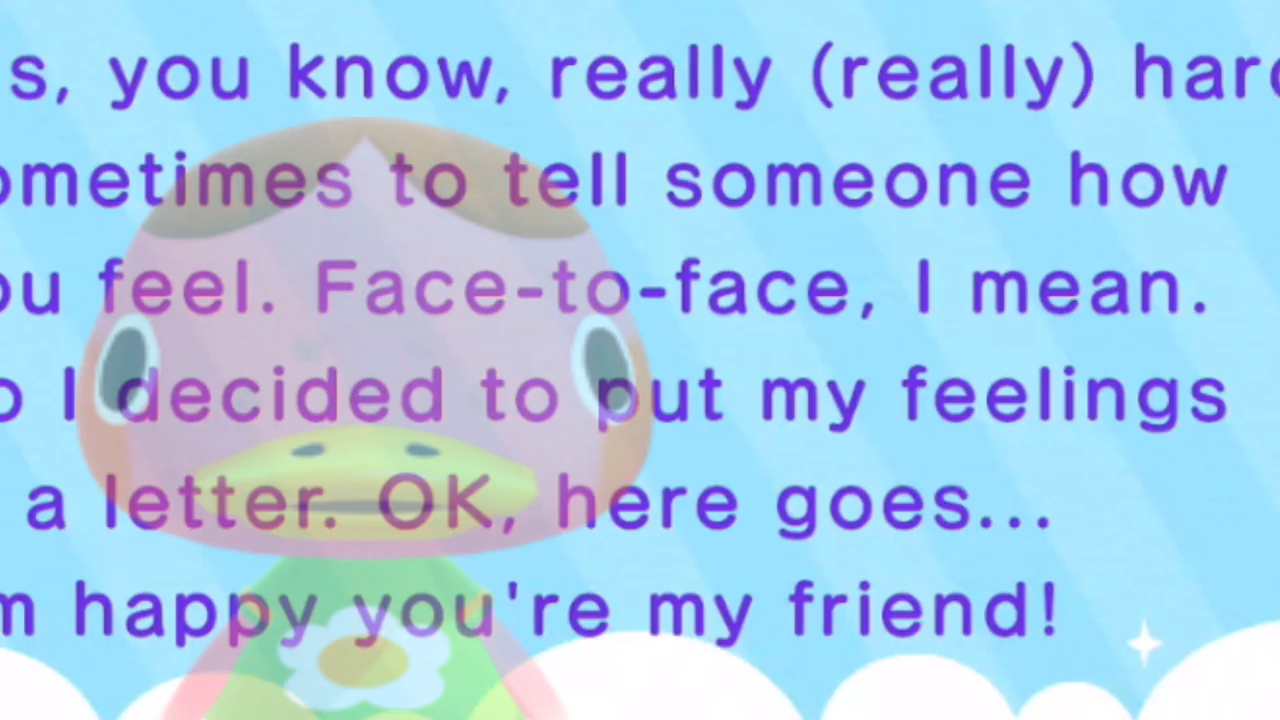 s, you know, really (really) hard
ometimes to tell someone how
ou feel. Face-to-face, I mean.
o I decided to put my feelings
a letter. OK, here goes...
m happy you're my friend!